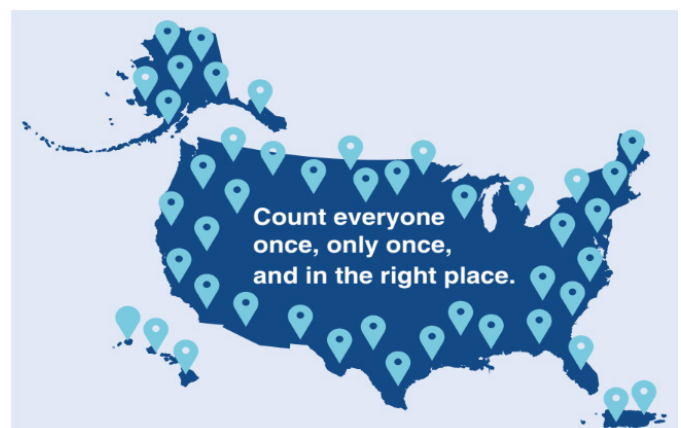 Count everyone
once, only once,
and in the right place.